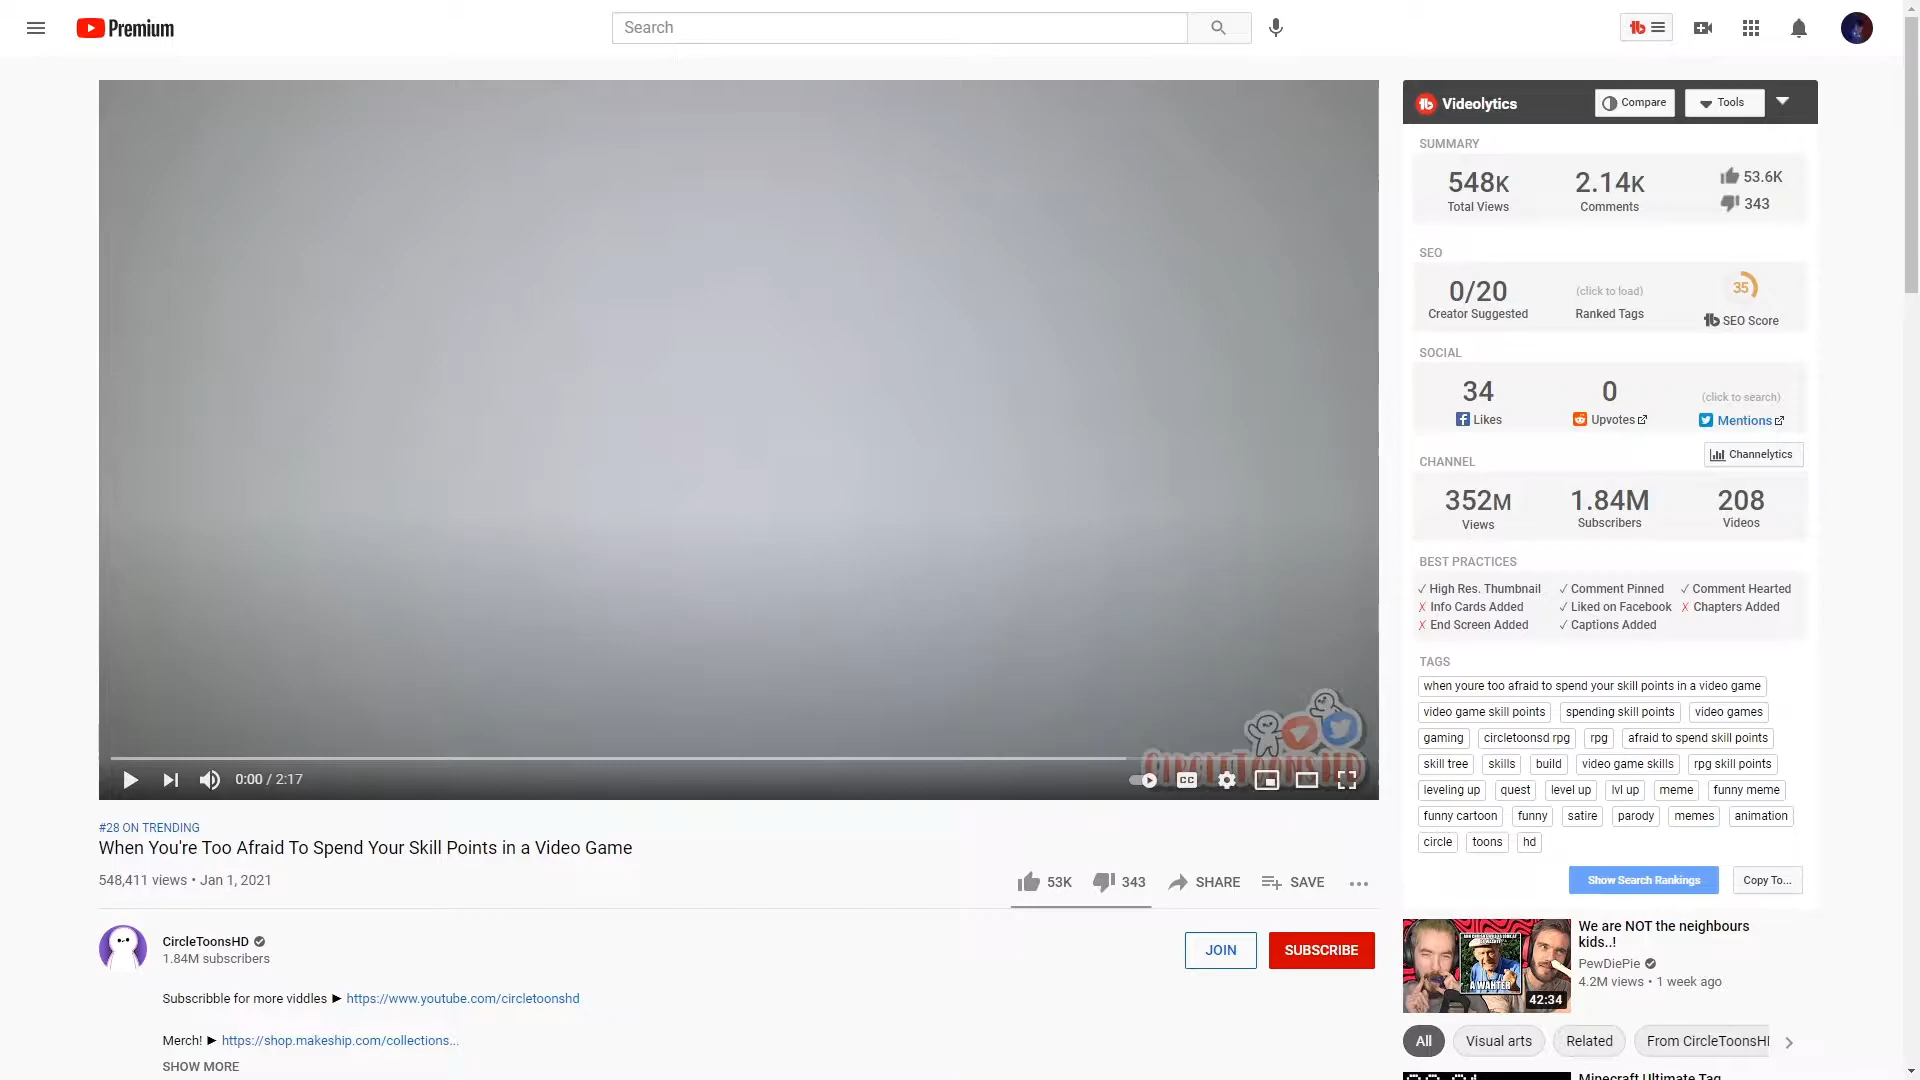 Premium
Search
CIRCLETOONSHD
0:00 / 2:17
CC
#28 ON TRENDING
When You're Too Afraid To Spend Your Skill Points in a Video Game
548,411 views • Jan 1, 2021
53K
343
SHARE
SAVE
CircleToonsHD
1.84M subscribers
JOIN
SUBSCRIBE
Subscribble for more viddles ► https://www.youtube.com/circletoonshd
Merch! ► https://shop.makeship.com/collections...
SHOW MORE
Videolytics
Compare
Tools
SUMMARY
548K 2.14K 53.6K
Total Views Comments 343
SEO
0/20 (click to load) 35
Creator Suggested Ranked Tags SEO Score
SOCIAL
34 0 (click to search)
Likes Upvotes Mentions
CHANNEL Channelytics
352M 1.84M 208
Views Subscribers Videos
BEST PRACTICES
✓ High Res. Thumbnail ✓ Comment Pinned ✓ Comment Hearted
✗ Info Cards Added ✓ Liked on Facebook ✗ Chapters Added
✗ End Screen Added ✓ Captions Added
TAGS
when youre too afraid to spend your skill points in a video game
video game skill points spending skill points video games
gaming circletoonsd rpg rpg afraid to spend skill points
skill tree skills build video game skills rpg skill points
leveling up quest level up lvl up meme funny meme
funny cartoon funny satire parody memes animation
circle toons hd
Show Search Rankings Copy To...
A WAHTER
42:34
We are NOT the neighbours
kids..!
PewDiePie
4.2M views • 1 week ago
All Visual arts Related From CircleToonsH
Minecraft Ultimate Tag